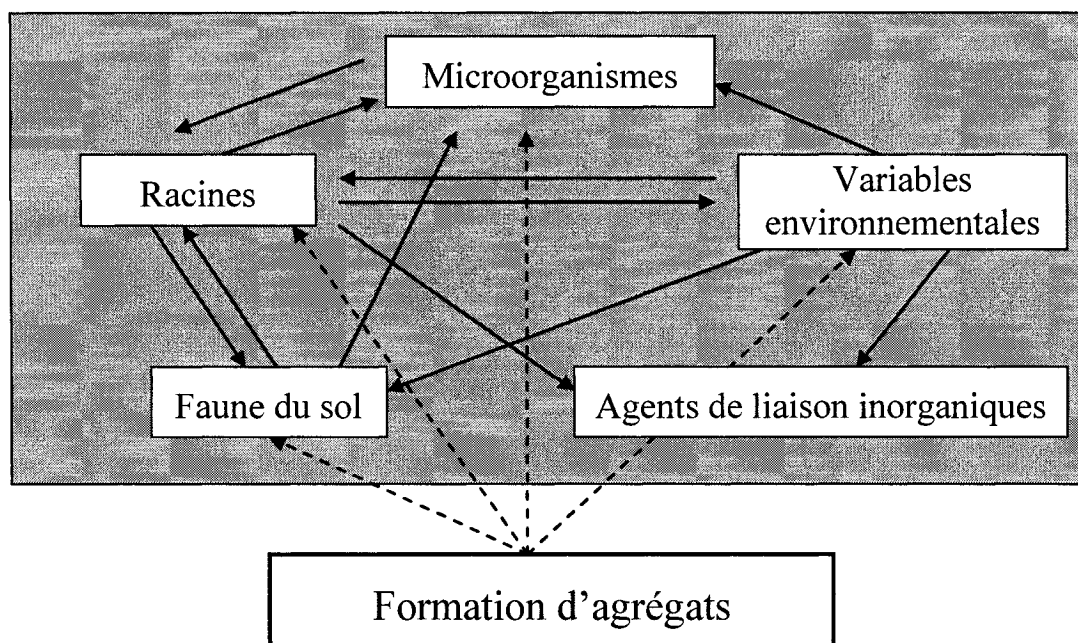 Microorganismes
Racines
Variables
environnementales
Faune du sol
Agents de liaison inorganiques
Formation d’agrégats